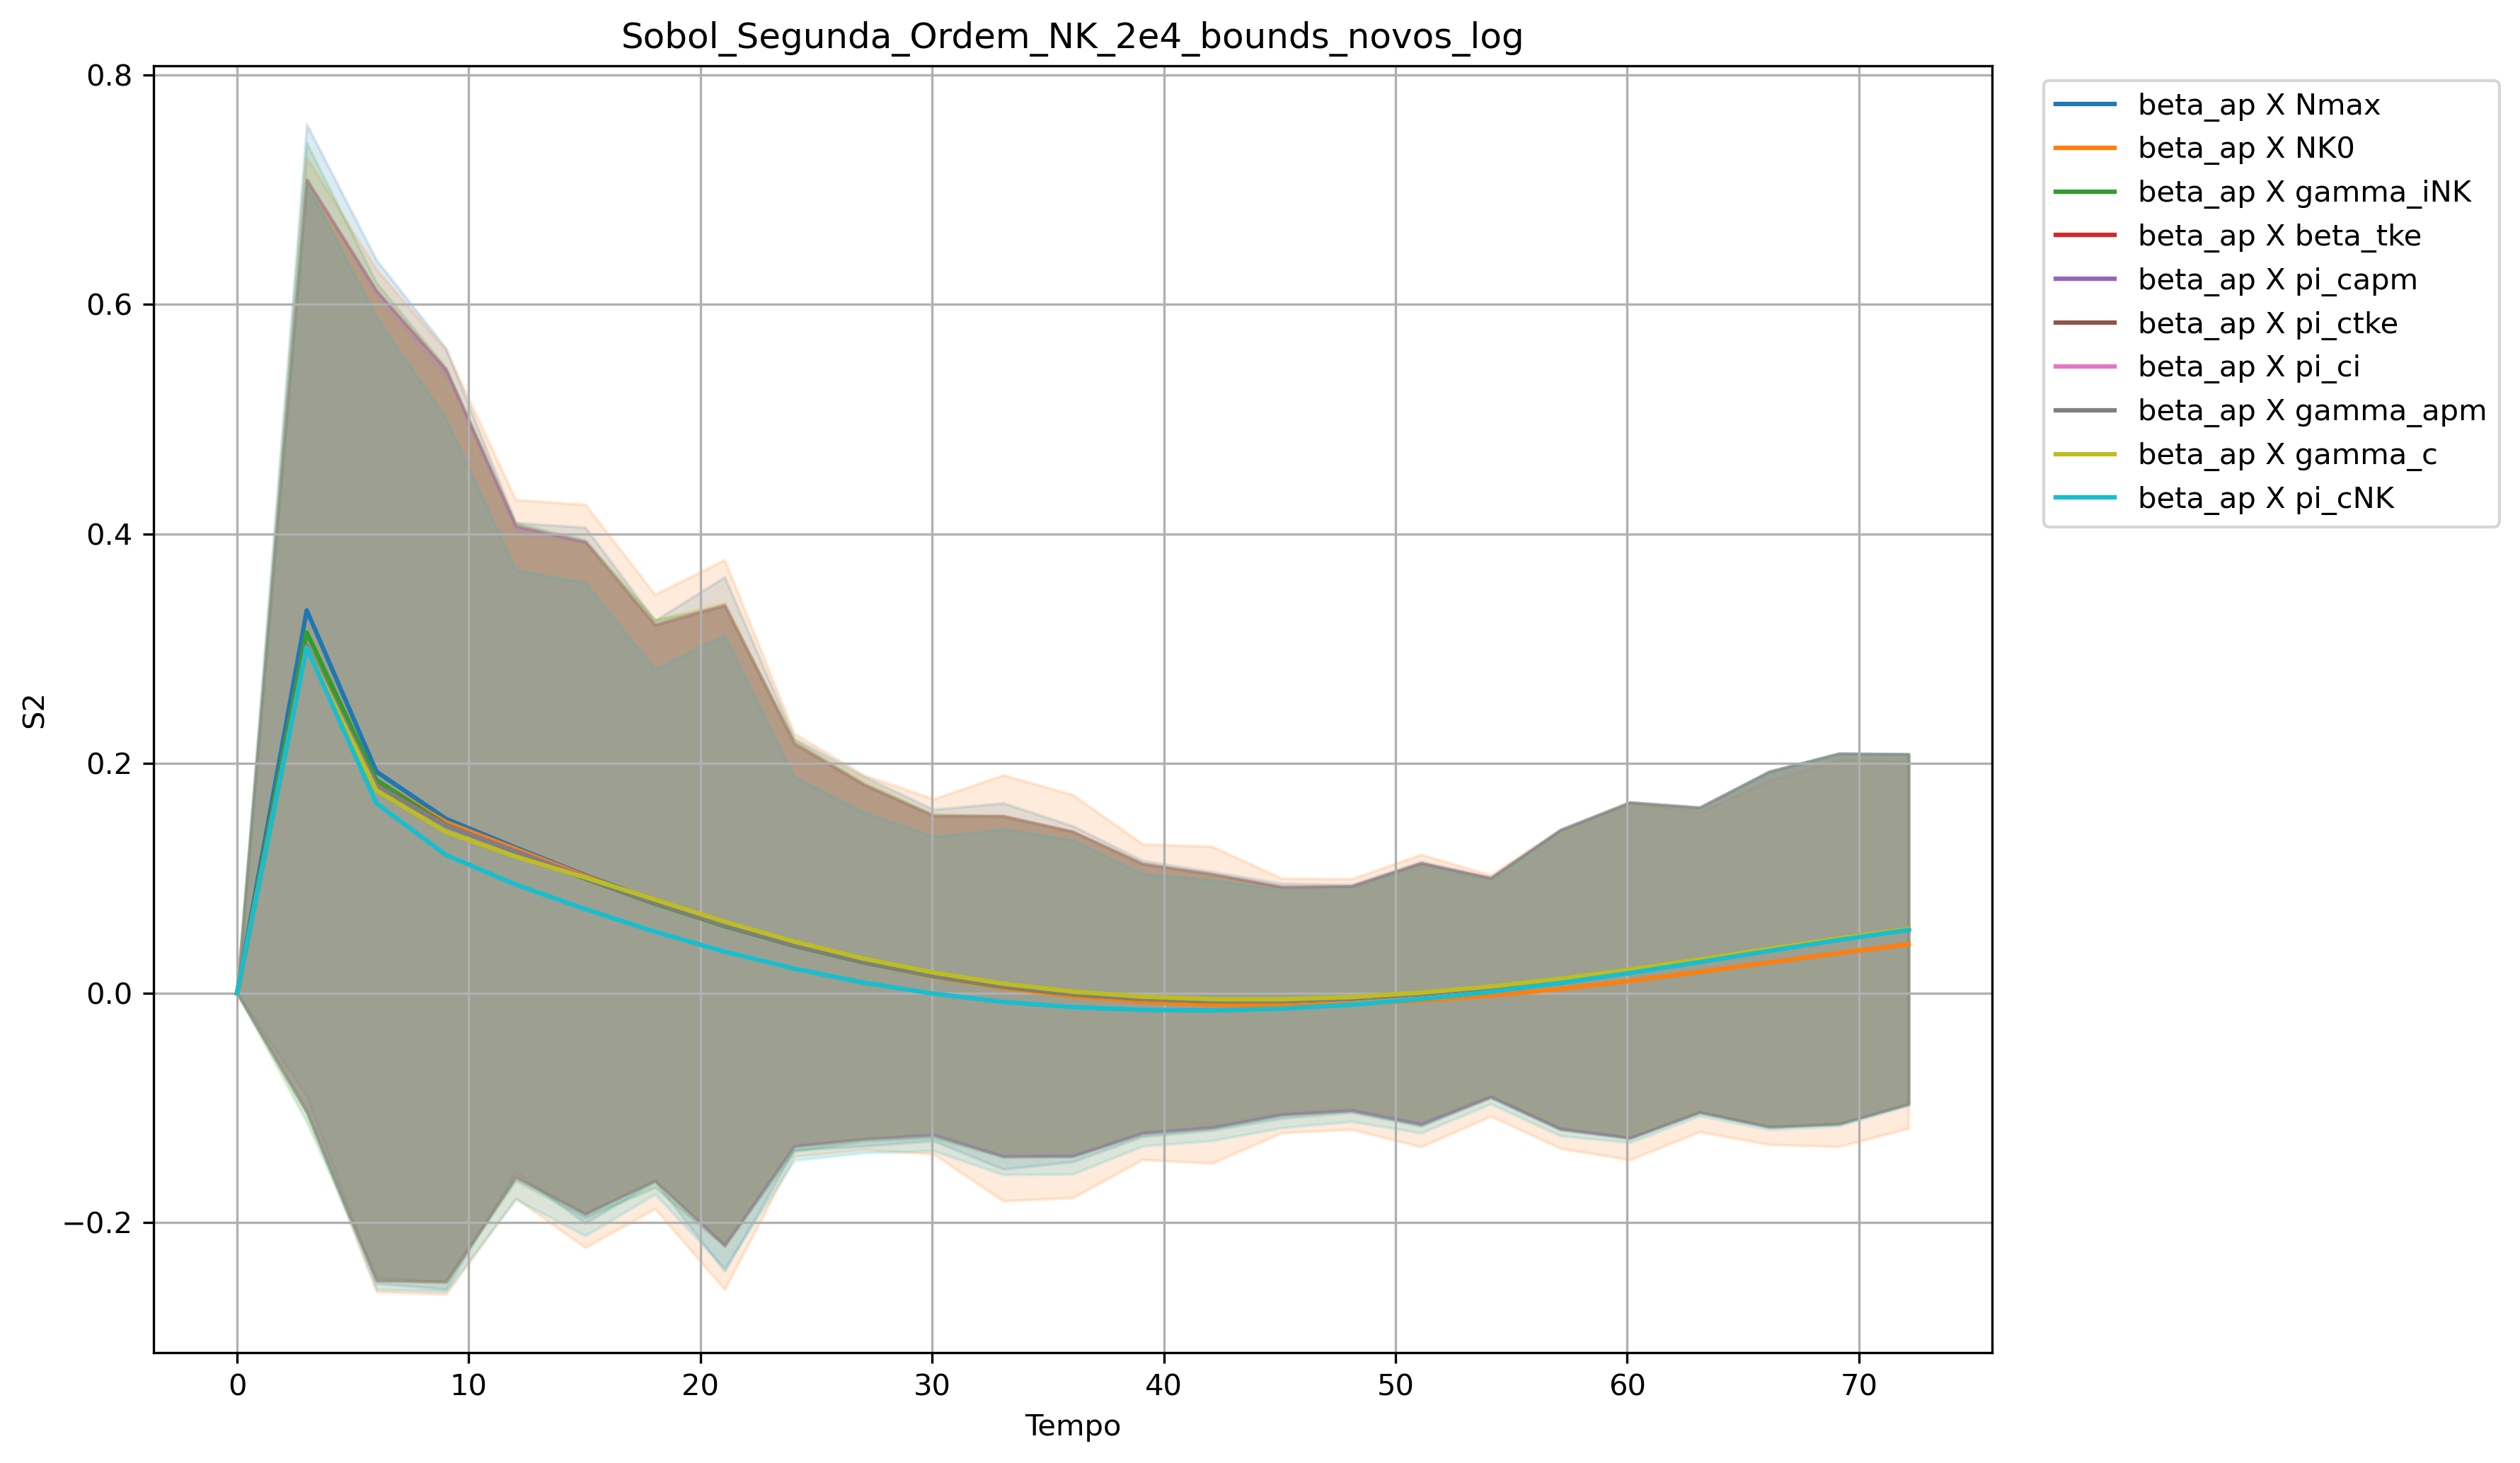 Sobol_Segunda_Ordem_NK_2e4_bounds_novos_log
0.8
0.6
0.4
0.2
0.0
−0.2
S2
0
10
20
30
40
50
60
70
Tempo
beta_ap X Nmax
beta_ap X NK0
beta_ap X gamma_iNK
beta_ap X beta_tke
beta_ap X pi_capm
beta_ap X pi_ctke
beta_ap X pi_ci
beta_ap X gamma_apm
beta_ap X gamma_c
beta_ap X pi_cNK